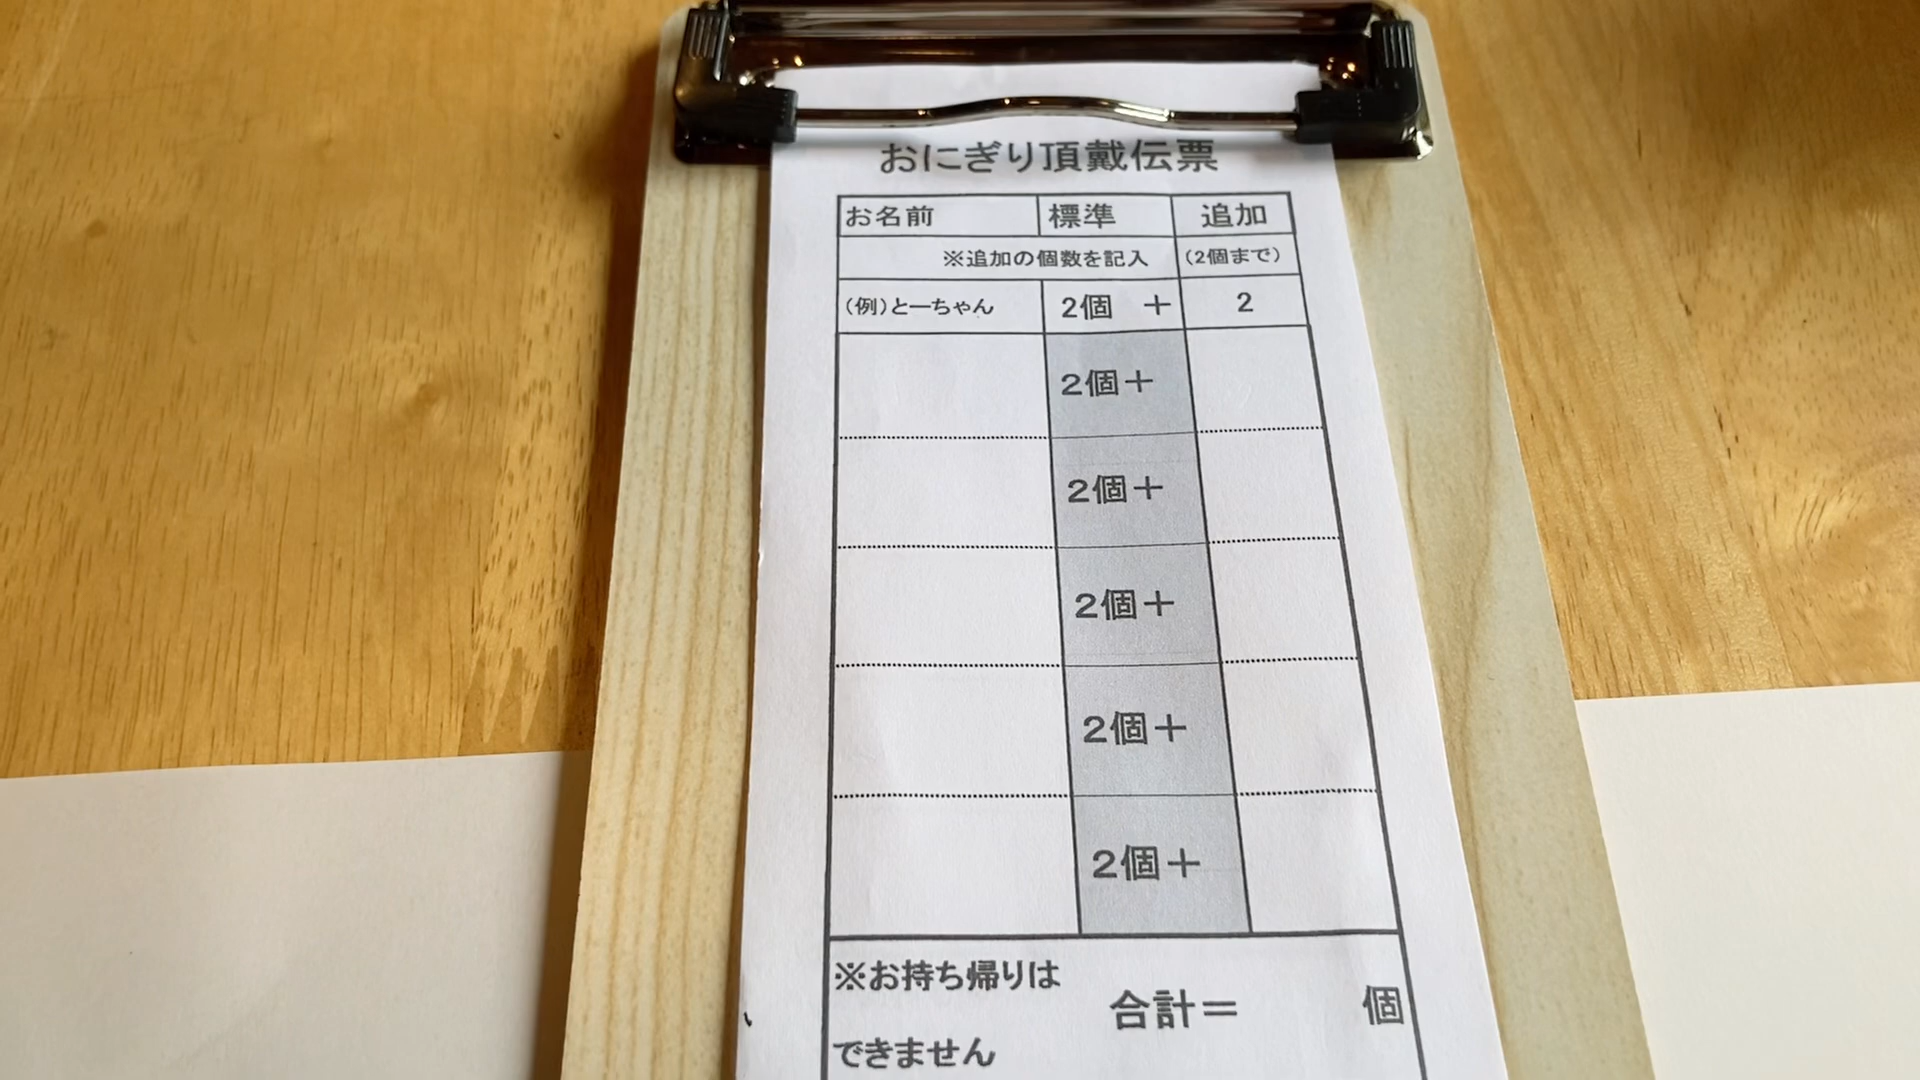 おにぎり頂戴伝票
お名前 標準 追加
※追加の個数を記入 (2個まで)
(例)とーちゃん 2個 + 2
2個+
2個+
2個+
2個+
2個+
※お持ち帰りは
合計= 個
できません